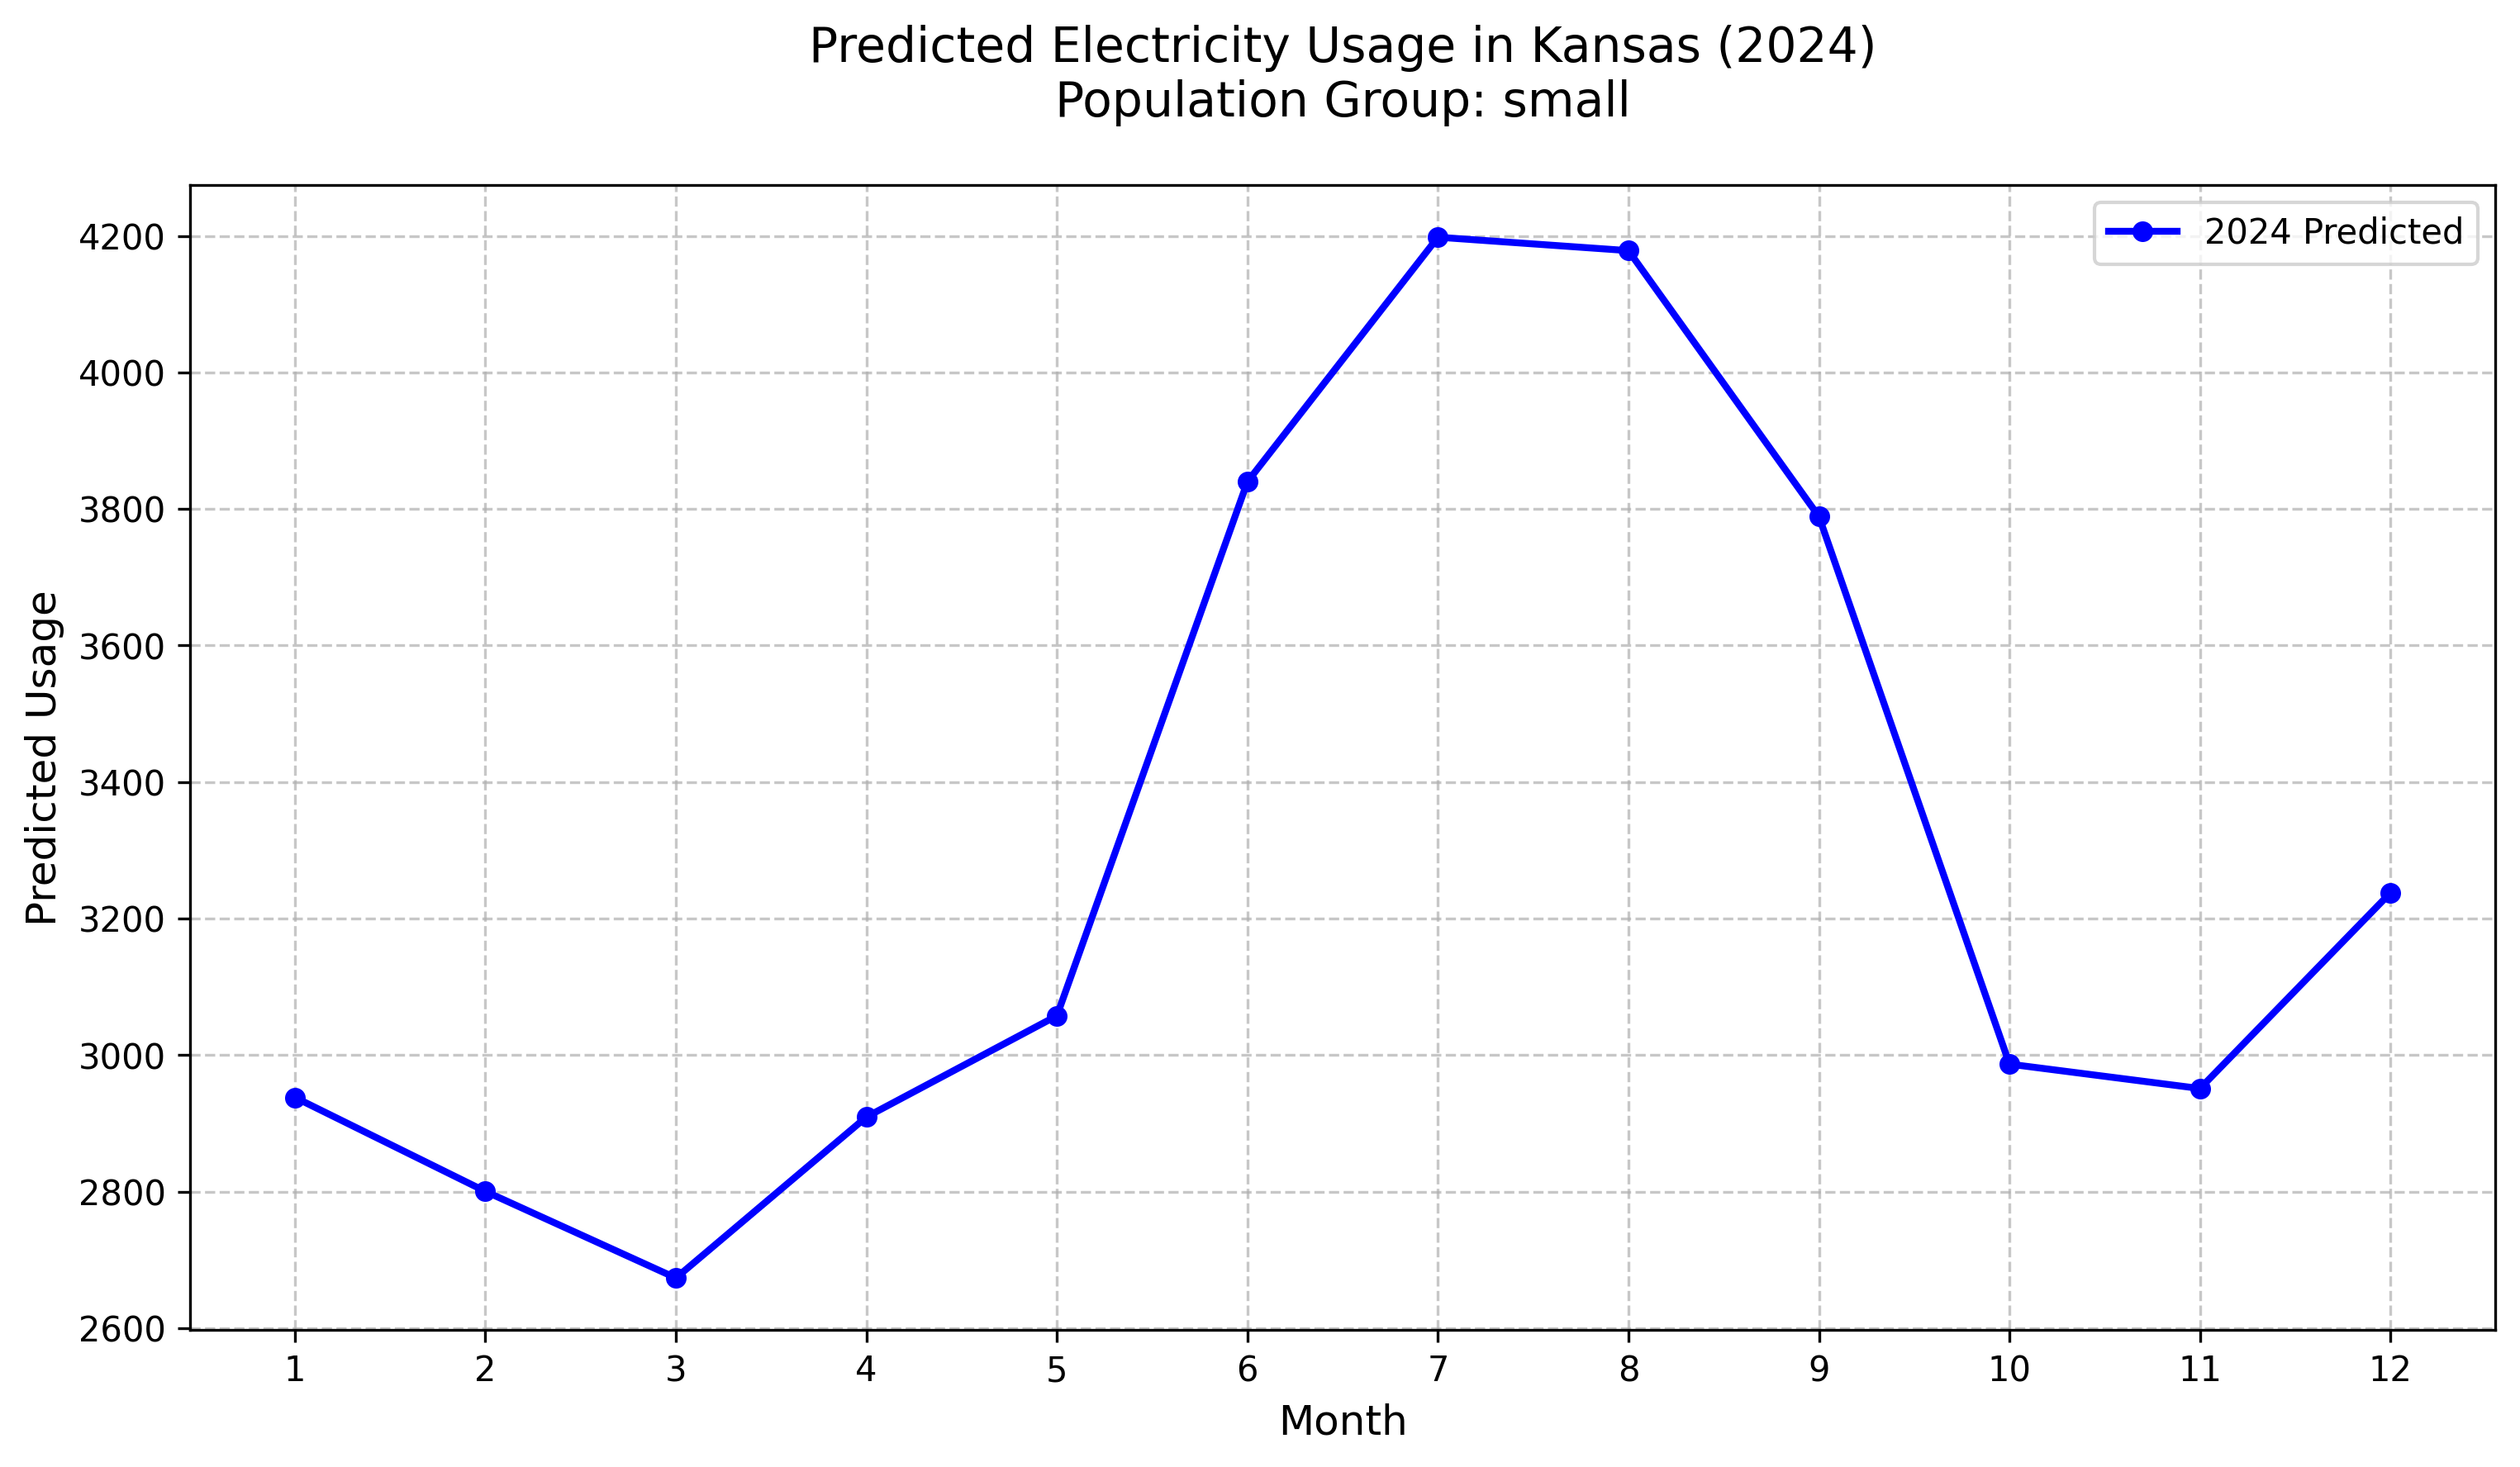 Predicted Electricity Usage in Kansas (2024)
Population Group: small
2024 Predicted
4200
4000
3800
3600
3400
3200
3000
2800
2600
Predicted Usage
1 2 3 4 5 6 7 8 9 10 11 12
Month